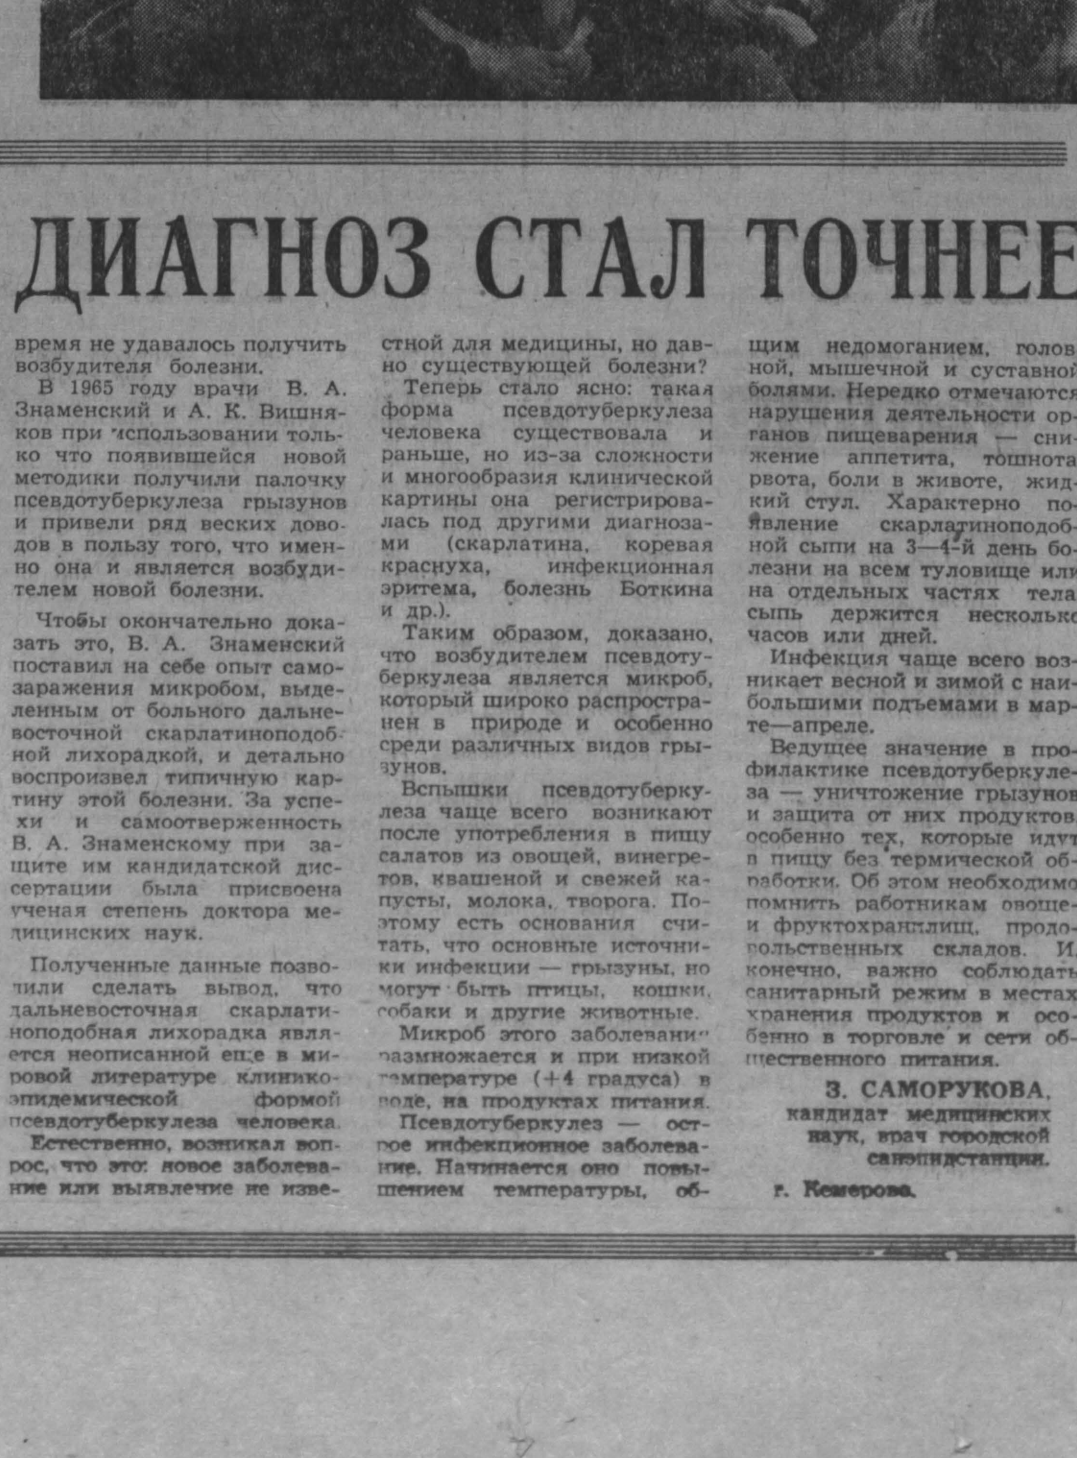 ДИАГНОЗ СТАЛ ТОЧНЕЕ
время не удавалось получить
возбудителя болезни.
В 1965 году врачи В. А.
Знаменский и А. К. Вишня-
ков при использовании толь-
ко что появившейся новой
методики получили палочку
псевдотуберкулеза грызунов
и привели ряд веских дово-
дов в пользу того, что имен-
но она и является возбуди-
телем новой болезни.
Чтобы окончательно дока-
зать это, В. А. Знаменский
поставил на себе опыт само-
заражения микробом, выде-
ленным от больного дальне-
восточной скарлатиноподоб-
ной лихорадкой, и детально
воспроизвел типичную кар-
тину этой болезни. За успе-
хи и самоотверженность
В. А. Знаменскому при за-
щите им кандидатской дис-
сертации была присвоена
ученая степень доктора ме-
дицинских наук.
Полученные данные позво-
лили сделать вывод, что
дальневосточная скарлати-
ноподобная лихорадка явля-
ется неописанной еще в ми-
ровой литературе клинико-
эпидемической формой
псевдотуберкулеза человека.
Естественно, возникал воп-
рос, что это: новое заболева-
ние или выявление не изве-
стной для медицины, но дав-
но существующей болезни?
Теперь стало ясно: такая
форма псевдотуберкулеза
человека существовала и
раньше, но из-за сложности
и многообразия клинической
картины она регистрирова-
лась под другими диагноза-
ми (скарлатина, коревая
краснуха, инфекционная
эритема, болезнь Боткина
и др.).
Таким образом, доказано,
что возбудителем псевдоту-
беркулеза является микроб,
который широко распростра-
нен в природе и особенно
среди различных видов гры-
зунов.
Вспышки псевдотуберку-
леза чаще всего возникают
после употребления в пищу
салатов из овощей, винегре-
тов, квашеной и свежей ка-
пусты, молока, творога. По-
этому есть основания счи-
тать, что основные источни-
ки инфекции — грызуны, но
могут быть птицы, кошки,
собаки и другие животные.
Микроб этого заболевания
размножается и при низкой
температуре (+4 градуса) в
воде, на продуктах питания.
Псевдотуберкулез — ост-
рое инфекционное заболева-
ние. Начинается оно повы-
шением температуры, об-
щим недомоганием, голов
ной, мышечной и суставной
болями. Нередко отмечаются
нарушения деятельности ор-
ганов пищеварения — сни-
жение аппетита, тошнота
рвота, боли в животе, жид-
кий стул. Характерно по-
явление скарлатиноподоб-
ной сыпи на 3—4-й день бо-
лезни на всем туловище или
на отдельных частях тела
сыпь держится несколько
часов или дней.
Инфекция чаще всего воз-
никает весной и зимой с наи-
большими подъемами в мар-
те—апреле.
Ведущее значение в про-
филактике псевдотуберкуле-
за — уничтожение грызунов
и защита от них продуктов
особенно тех, которые идут
в пищу без термической об-
работки. Об этом необходимо
помнить работникам овоще-
и фруктохранилищ, продо-
вольственных складов. И,
конечно, важно соблюдать
санитарный режим в местах
хранения продуктов и осо-
бенно в торговле и сети об-
щественного питания.
З. САМОРУКОВА,
кандидат медицинских
наук, врач городской
санэпидстанции.
г. Кемерово.